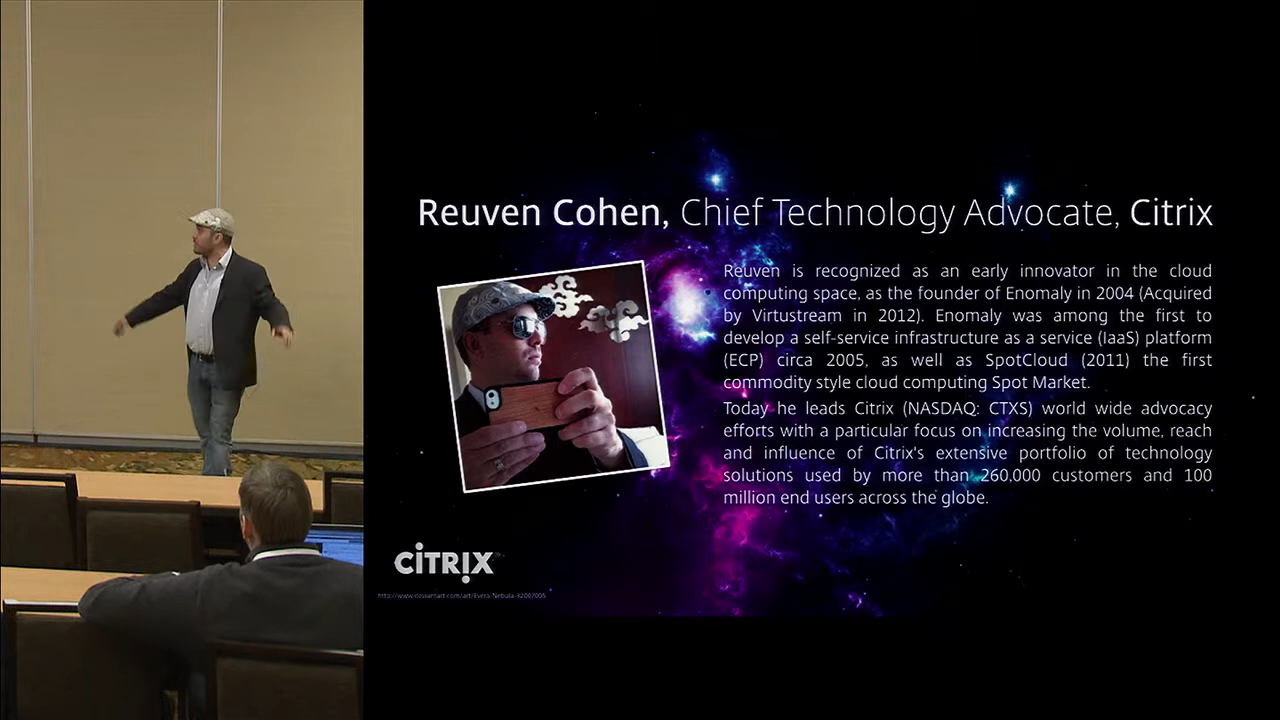 Reuven Cohen, Chief Technology Advocate, Citrix
Reuven is recognized as an early innovator in the cloud
computing space, as the founder of Enomaly in 2004 (Acquired
by Virtustream in 2012). Enomaly was among the first to
develop a self-service infrastructure as a service (IaaS) platform
(ECP) circa 2005, as well as SpotCloud (2011) the first
commodity style cloud computing Spot Market.
Today he leads Citrix (NASDAQ: CTXS) world wide advocacy
efforts with a particular focus on increasing the volume, reach
and influence of Citrix's extensive portfolio of technology
solutions used by more than 260,000 customers and 100
million end users across the globe.
CİTRIX